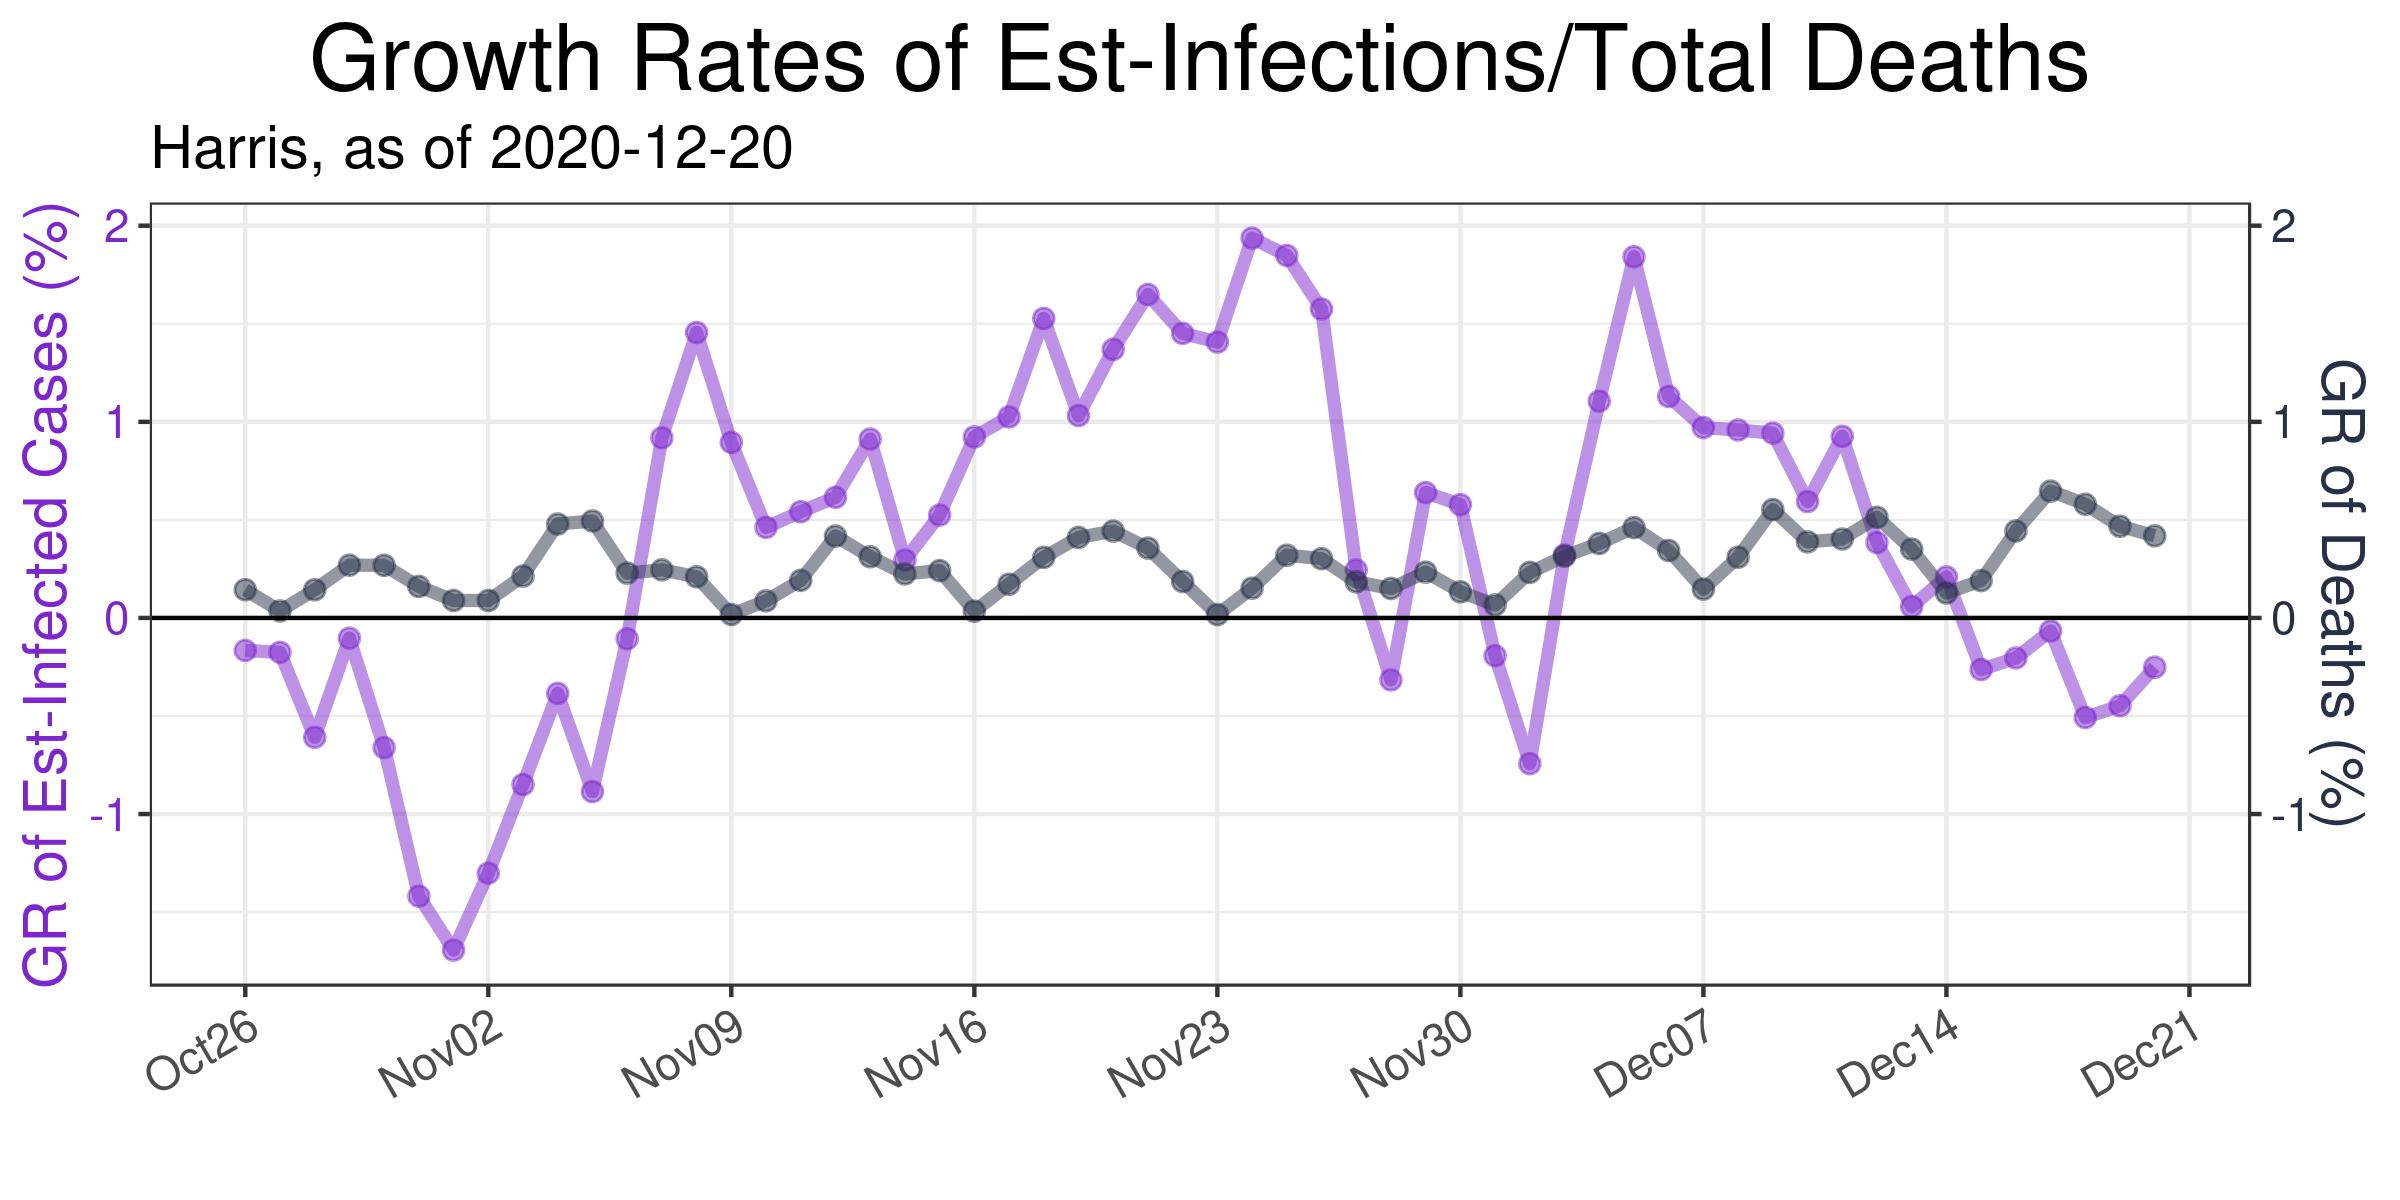 Growth Rates of Est-Infections/Total Deaths
Harris, as of 2020-12-20
GR of Est-Infected Cases (%)
2
1
0
-1
2
1
0
-1
GR of Deaths (%)
Oct26
Nov02
Nov09
Nov16
Nov23
Nov30
Dec07
Dec14
Dec21